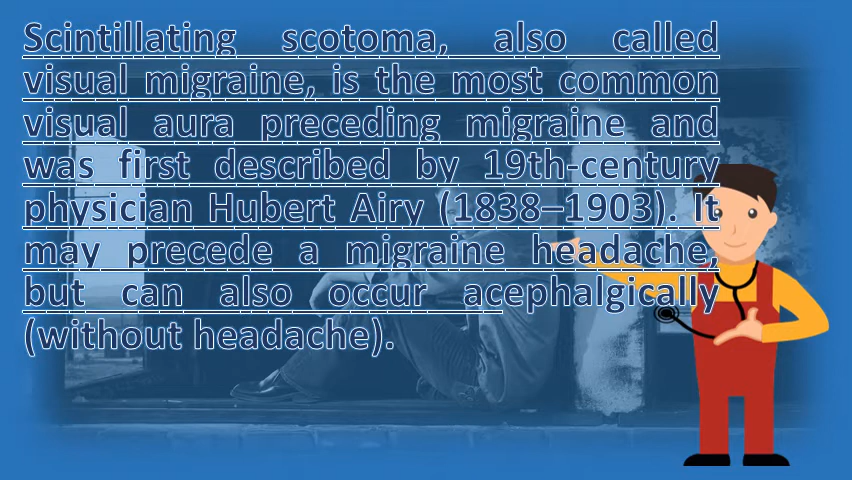 Scintillating scotoma, also called
visual migraine, is the most common
visual aura preceding migraine and
was first described by 19th-century
physician Hubert Airy (1838–1903). It
may precede a migraine headache,
but can also occur acephalgically
(without headache).